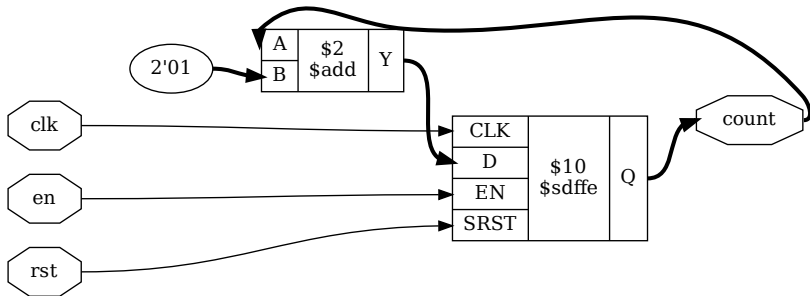 A
B
$2
$add
Y
2'01
clk
en
rst
CLK
D
EN
SRST
$10
$sdffe
Q
count